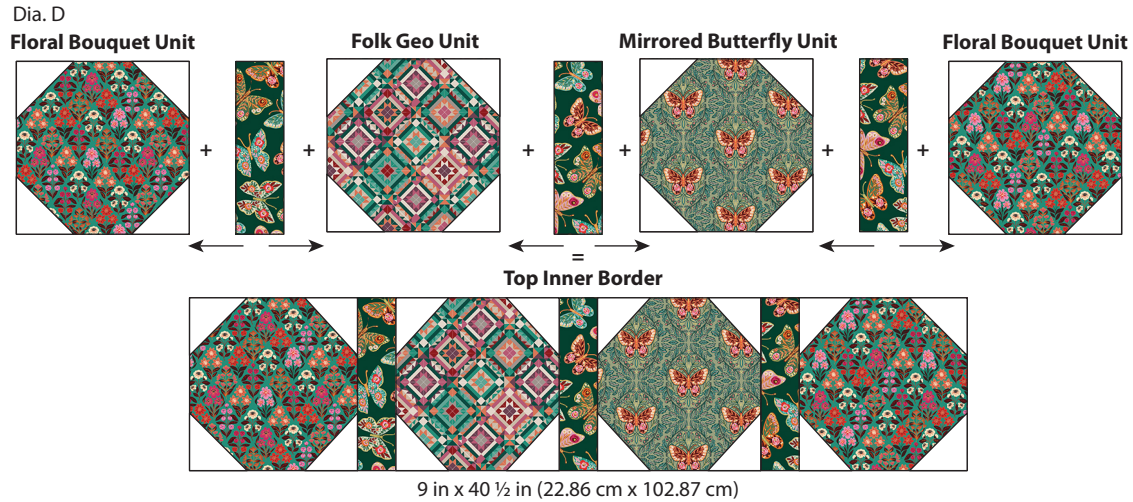 Dia. D
Floral Bouquet Unit Folk Geo Unit Mirrored Butterfly Unit Floral Bouquet Unit
+ + + + + +
=
Top Inner Border
9 in x 40 ½ in (22.86 cm x 102.87 cm)